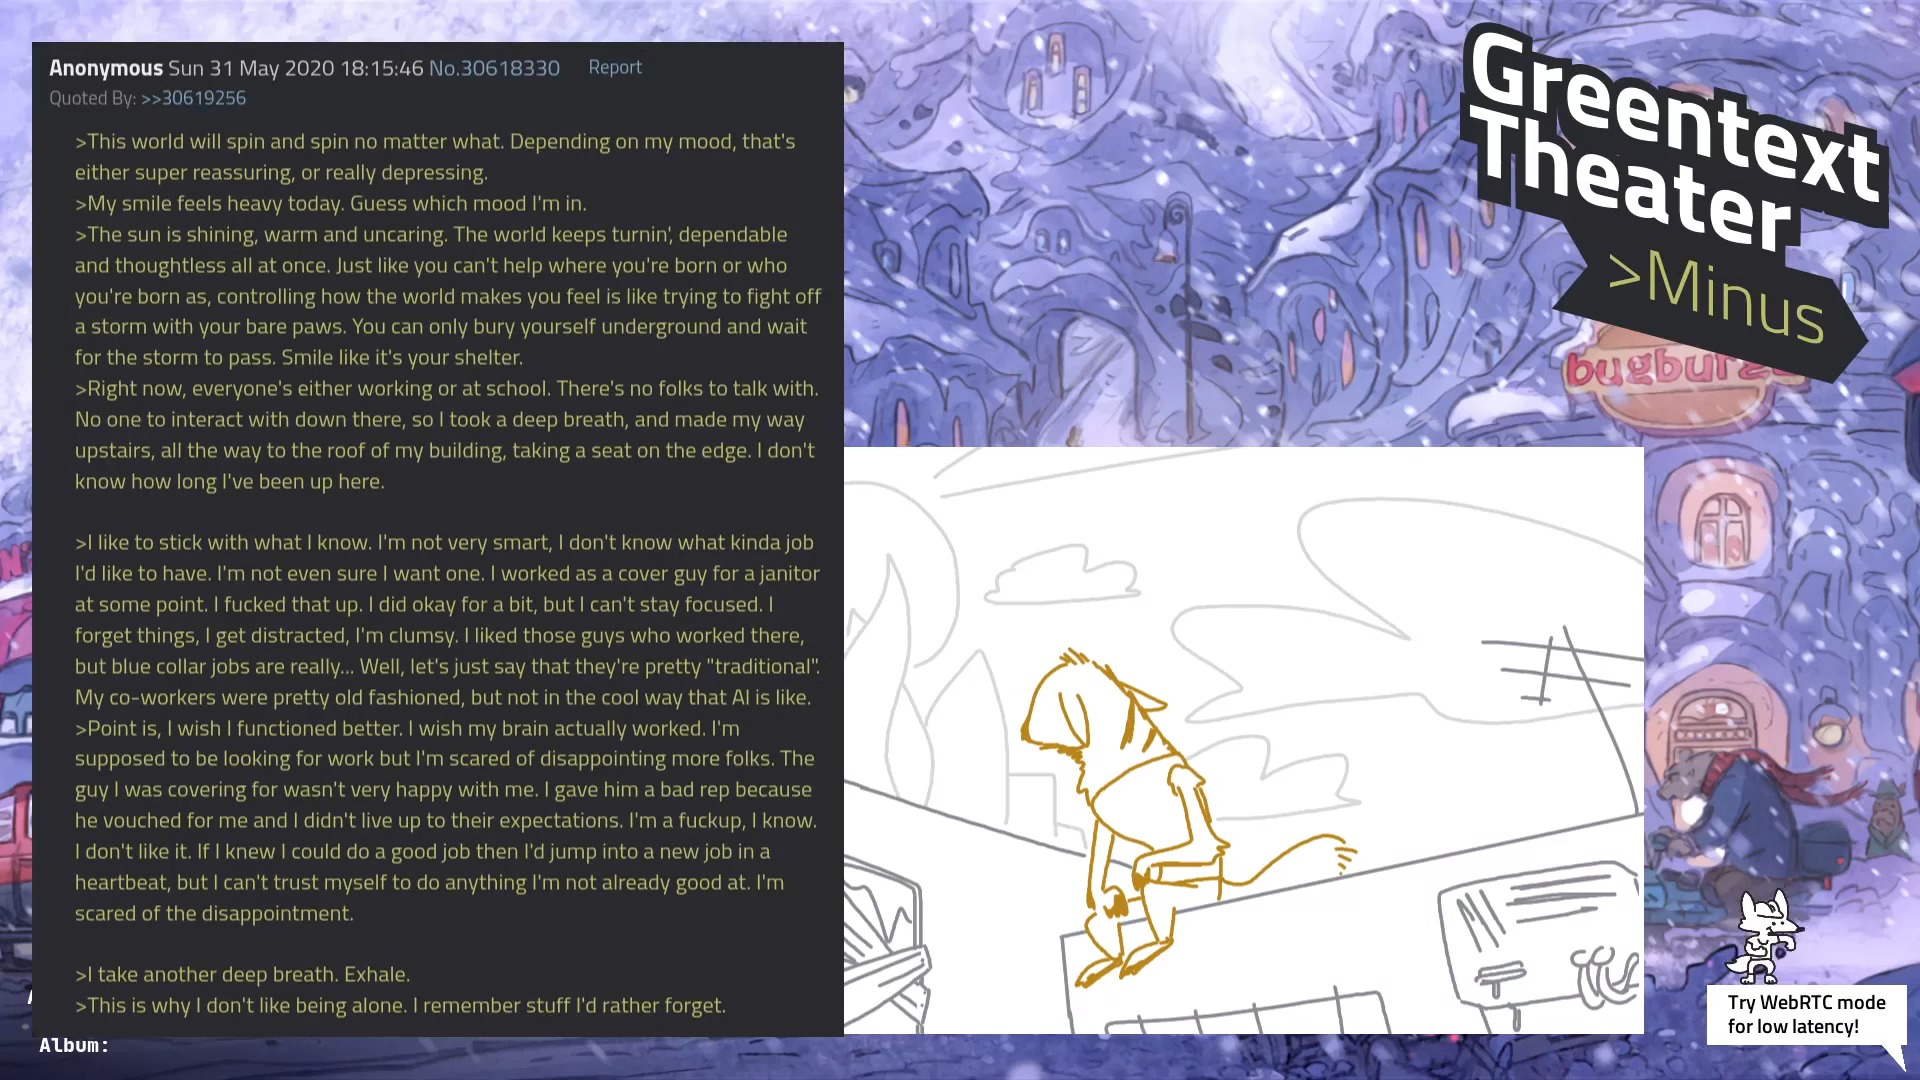 Anonymous Sun 31 May 2020 18:15:46 No.30618330 Report
Quoted By: >>30619256
>This world will spin and spin no matter what. Depending on my mood, that's
either super reassuring, or really depressing.
>My smile feels heavy today. Guess which mood I'm in.
>The sun is shining, warm and uncaring. The world keeps turnin', dependable
and thoughtless all at once. Just like you can't help where you're born or who
you're born as, controlling how the world makes you feel is like trying to fight off
a storm with your bare paws. You can only bury yourself underground and wait
for the storm to pass. Smile like it's your shelter.
>Right now, everyone's either working or at school. There's no folks to talk with.
No one to interact with down there, so I took a deep breath, and made my way
upstairs, all the way to the roof of my building, taking a seat on the edge. I don't
know how long I've been up here.
>I like to stick with what I know. I'm not very smart, I don't know what kinda job
I'd like to have. I'm not even sure I want one. I worked as a cover guy for a janitor
at some point. I fucked that up. I did okay for a bit, but I can't stay focused. I
forget things, I get distracted, I'm clumsy. I liked those guys who worked there,
but blue collar jobs are really... Well, let's just say that they're pretty "traditional".
My co-workers were pretty old fashioned, but not in the cool way that Al is like.
>Point is, I wish I functioned better. I wish my brain actually worked. I'm
supposed to be looking for work but I'm scared of disappointing more folks. The
guy I was covering for wasn't very happy with me. I gave him a bad rep because
he vouched for me and I didn't live up to their expectations. I'm a fuckup, I know.
I don't like it. If I knew I could do a good job then I'd jump into a new job in a
heartbeat, but I can't trust myself to do anything I'm not already good at. I'm
scared of the disappointment.
>I take another deep breath. Exhale.
>This is why I don't like being alone. I remember stuff I'd rather forget.
Album:
Greentext
Theater
>Minus
Try WebRTC mode
for low latency!